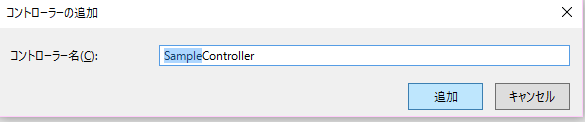 コントローラーの追加
コントローラー名(C):
SampleController
追加
キャンセル